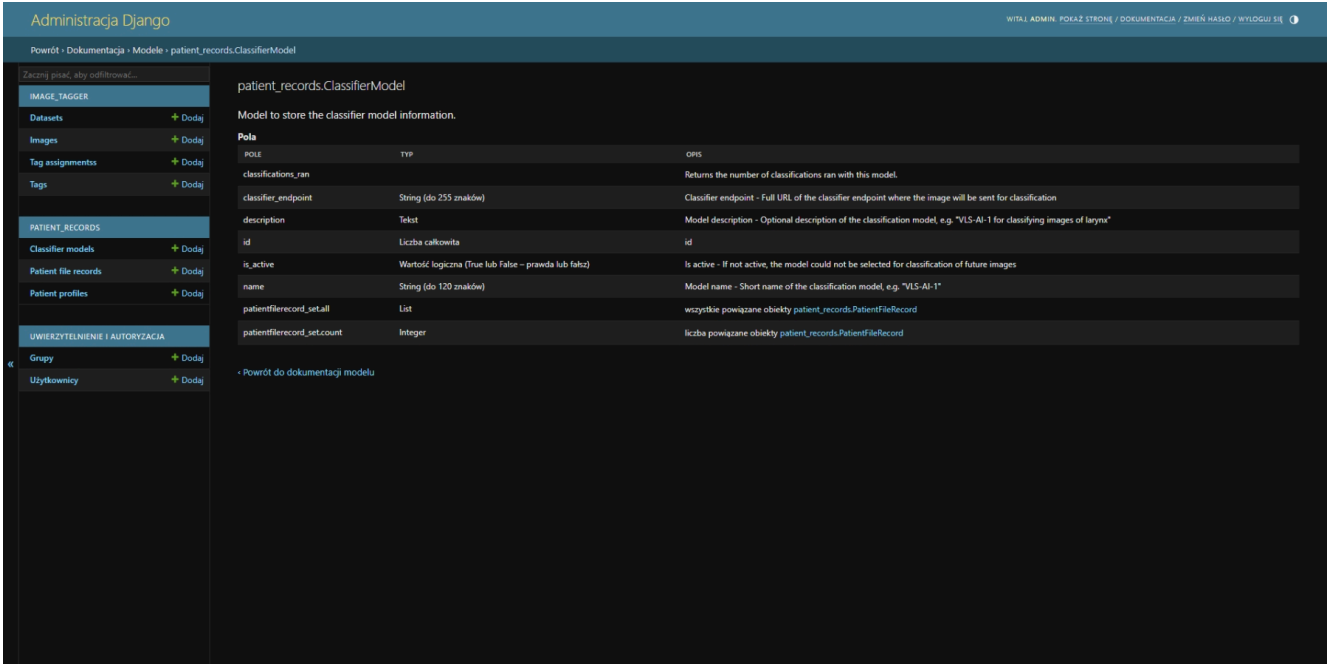 Administracja Django
WITAJ, ADMIN. POKAŻ STRONĘ / DOKUMENTACJA / ZMIEŃ HASŁO / WYLOGUJ SIĘ
Powrót › Dokumentacja › Modele › patient_records.ClassifierModel
Zacznij pisać, aby odfiltrować...
IMAGE_TAGGER
Datasets + Dodaj
Images + Dodaj
Tag assignmentss + Dodaj
Tags + Dodaj
PATIENT_RECORDS
Classifier models + Dodaj
Patient file records + Dodaj
Patient profiles + Dodaj
UWIERZYTELNIENIE I AUTORYZACJA
Grupy + Dodaj
Użytkownicy + Dodaj
«
patient_records.ClassifierModel
Model to store the classifier model information.
Pola
POLE TYP OPIS
classifications_ran Returns the number of classifications ran with this model.
classifier_endpoint String (do 255 znaków) Classifier endpoint - Full URL of the classifier endpoint where the image will be sent for classification
description Tekst Model description - Optional description of the classification model, e.g. "VLS-AI-1 for classifying images of larynx"
id Liczba całkowita id
is_active Wartość logiczna (True lub False – prawda lub fałsz) Is active - If not active, the model could not be selected for classification of future images
name String (do 120 znaków) Model name - Short name of the classification model, e.g. "VLS-AI-1"
patientfilerecord_set.all List wszystkie powiązane obiekty patient_records.PatientFileRecord
patientfilerecord_set.count Integer liczba powiązane obiekty patient_records.PatientFileRecord
‹ Powrót do dokumentacji modelu